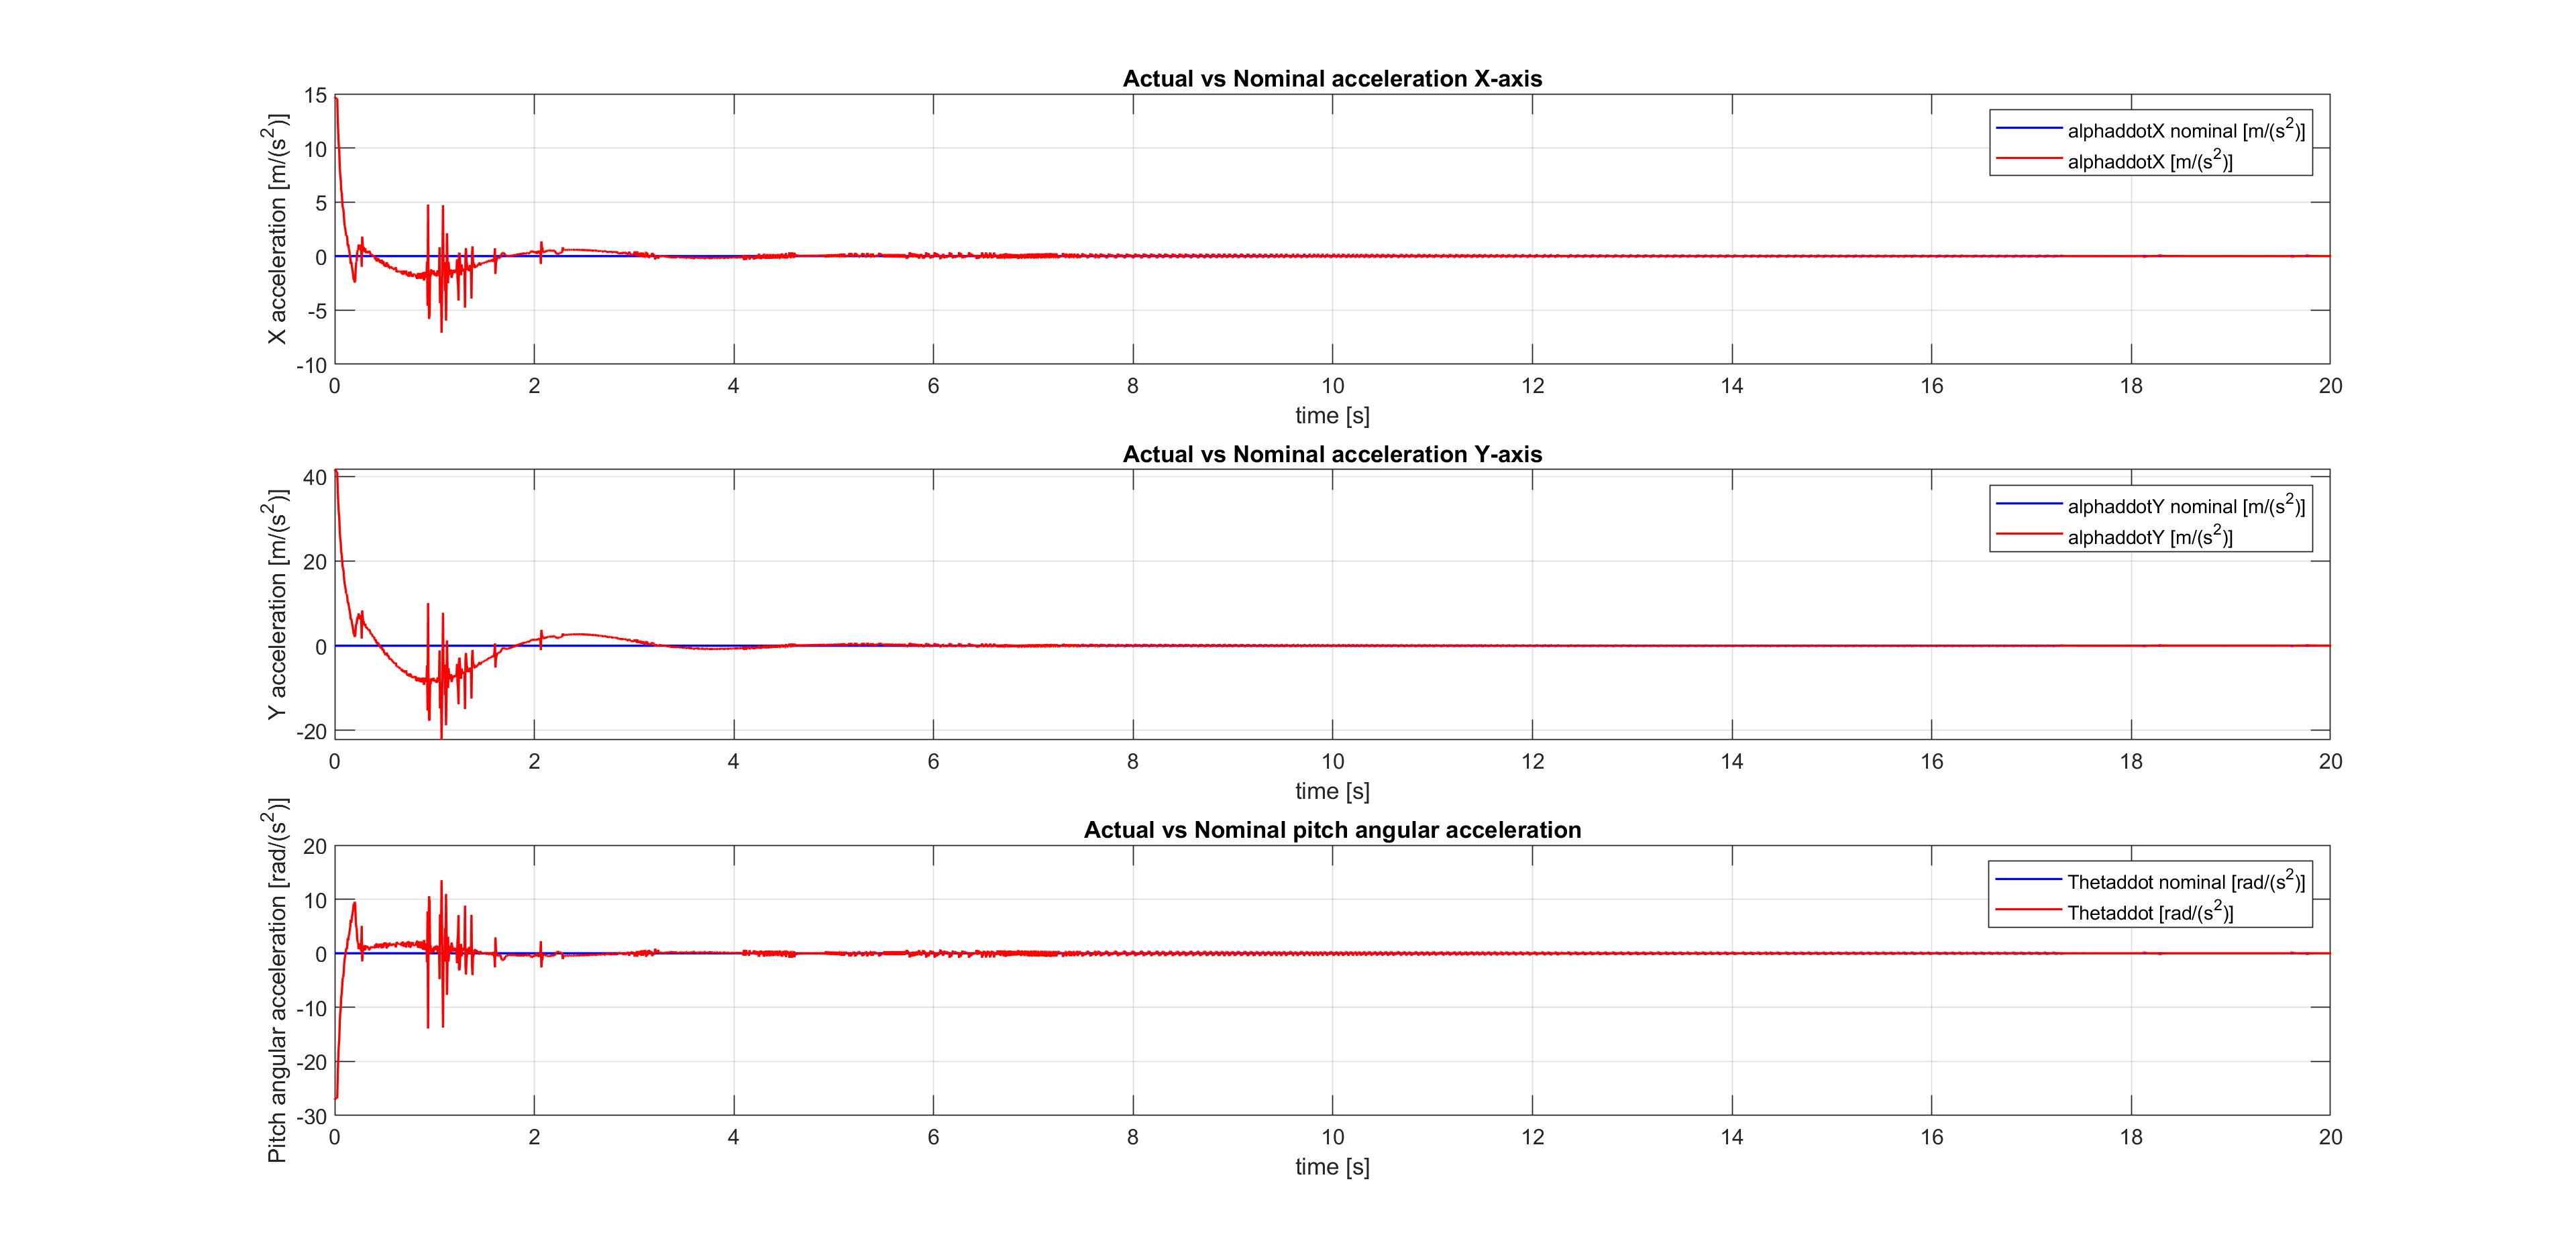 Actual vs Nominal acceleration X-axis
X acceleration [m/(s²)]
15
10
5
0
-5
-10
alphaddotX nominal [m/(s²)]
alphaddotX [m/(s²)]
0 2 4 6 8 10 12 14 16 18 20
time [s]
Actual vs Nominal acceleration Y-axis
Y acceleration [m/(s²)]
40
20
0
-20
alphaddotY nominal [m/(s²)]
alphaddotY [m/(s²)]
0 2 4 6 8 10 12 14 16 18 20
time [s]
Actual vs Nominal pitch angular acceleration
Pitch angular acceleration [rad/(s²)]
20
10
0
-10
-20
-30
Thetaddot nominal [rad/(s²)]
Thetaddot [rad/(s²)]
0 2 4 6 8 10 12 14 16 18 20
time [s]